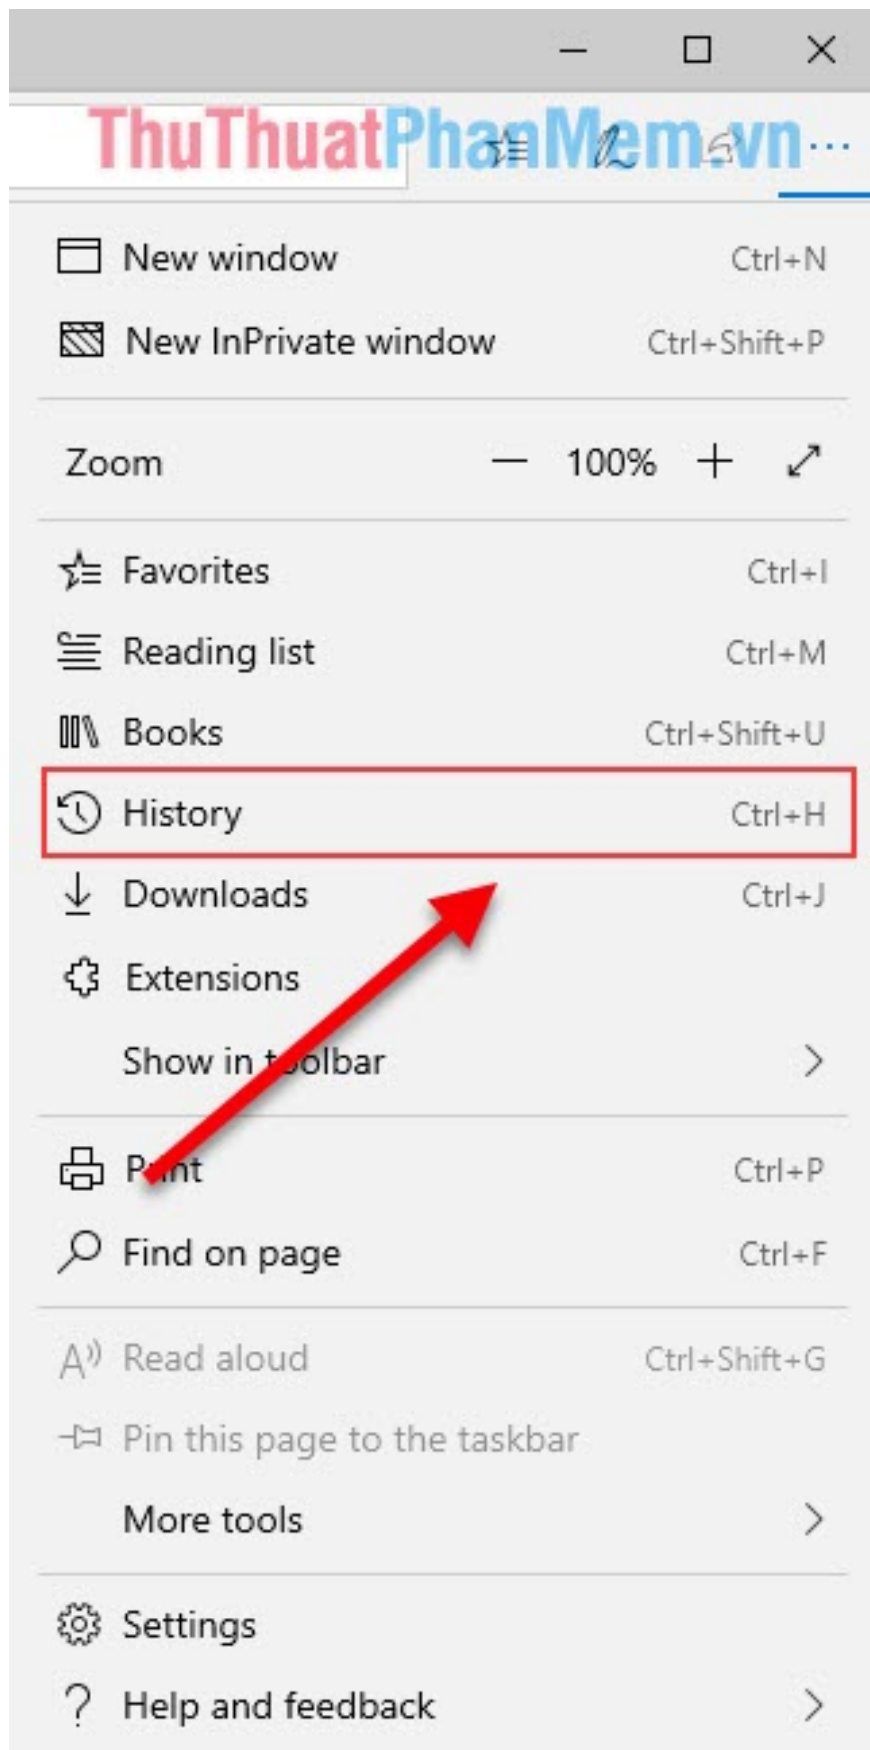 ThuThuatPhanMem.vn
New window Ctrl+N
New InPrivate window Ctrl+Shift+P
Zoom 100%
Favorites Ctrl+I
Reading list Ctrl+M
Books Ctrl+Shift+U
History Ctrl+H
Downloads Ctrl+J
Extensions
Show in toolbar
Print Ctrl+P
Find on page Ctrl+F
Read aloud Ctrl+Shift+G
Pin this page to the taskbar
More tools
Settings
Help and feedback